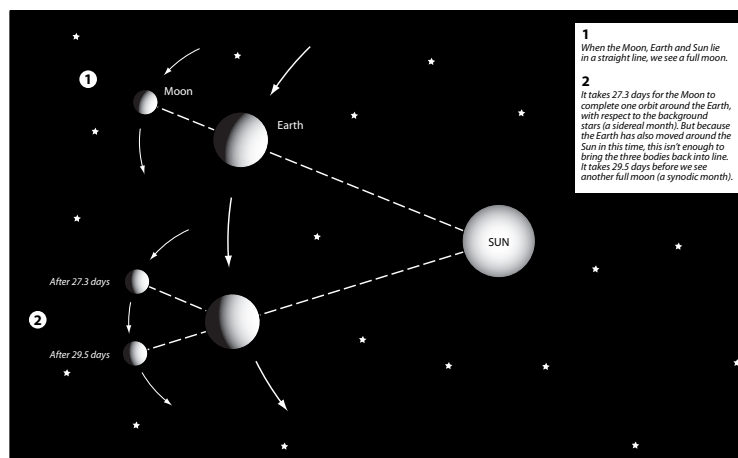 1
Moon
Earth
SUN
After 27.3 days
2
After 29.5 days
1
When the Moon, Earth and Sun lie
in a straight line, we see a full moon.
2
It takes 27.3 days for the Moon to
complete one orbit around the Earth,
with respect to the background
stars (a sidereal month). But because
the Earth has also moved around the
Sun in this time, this isn't enough to
bring the three bodies back into line.
It takes 29.5 days before we see
another full moon (a synodic month).